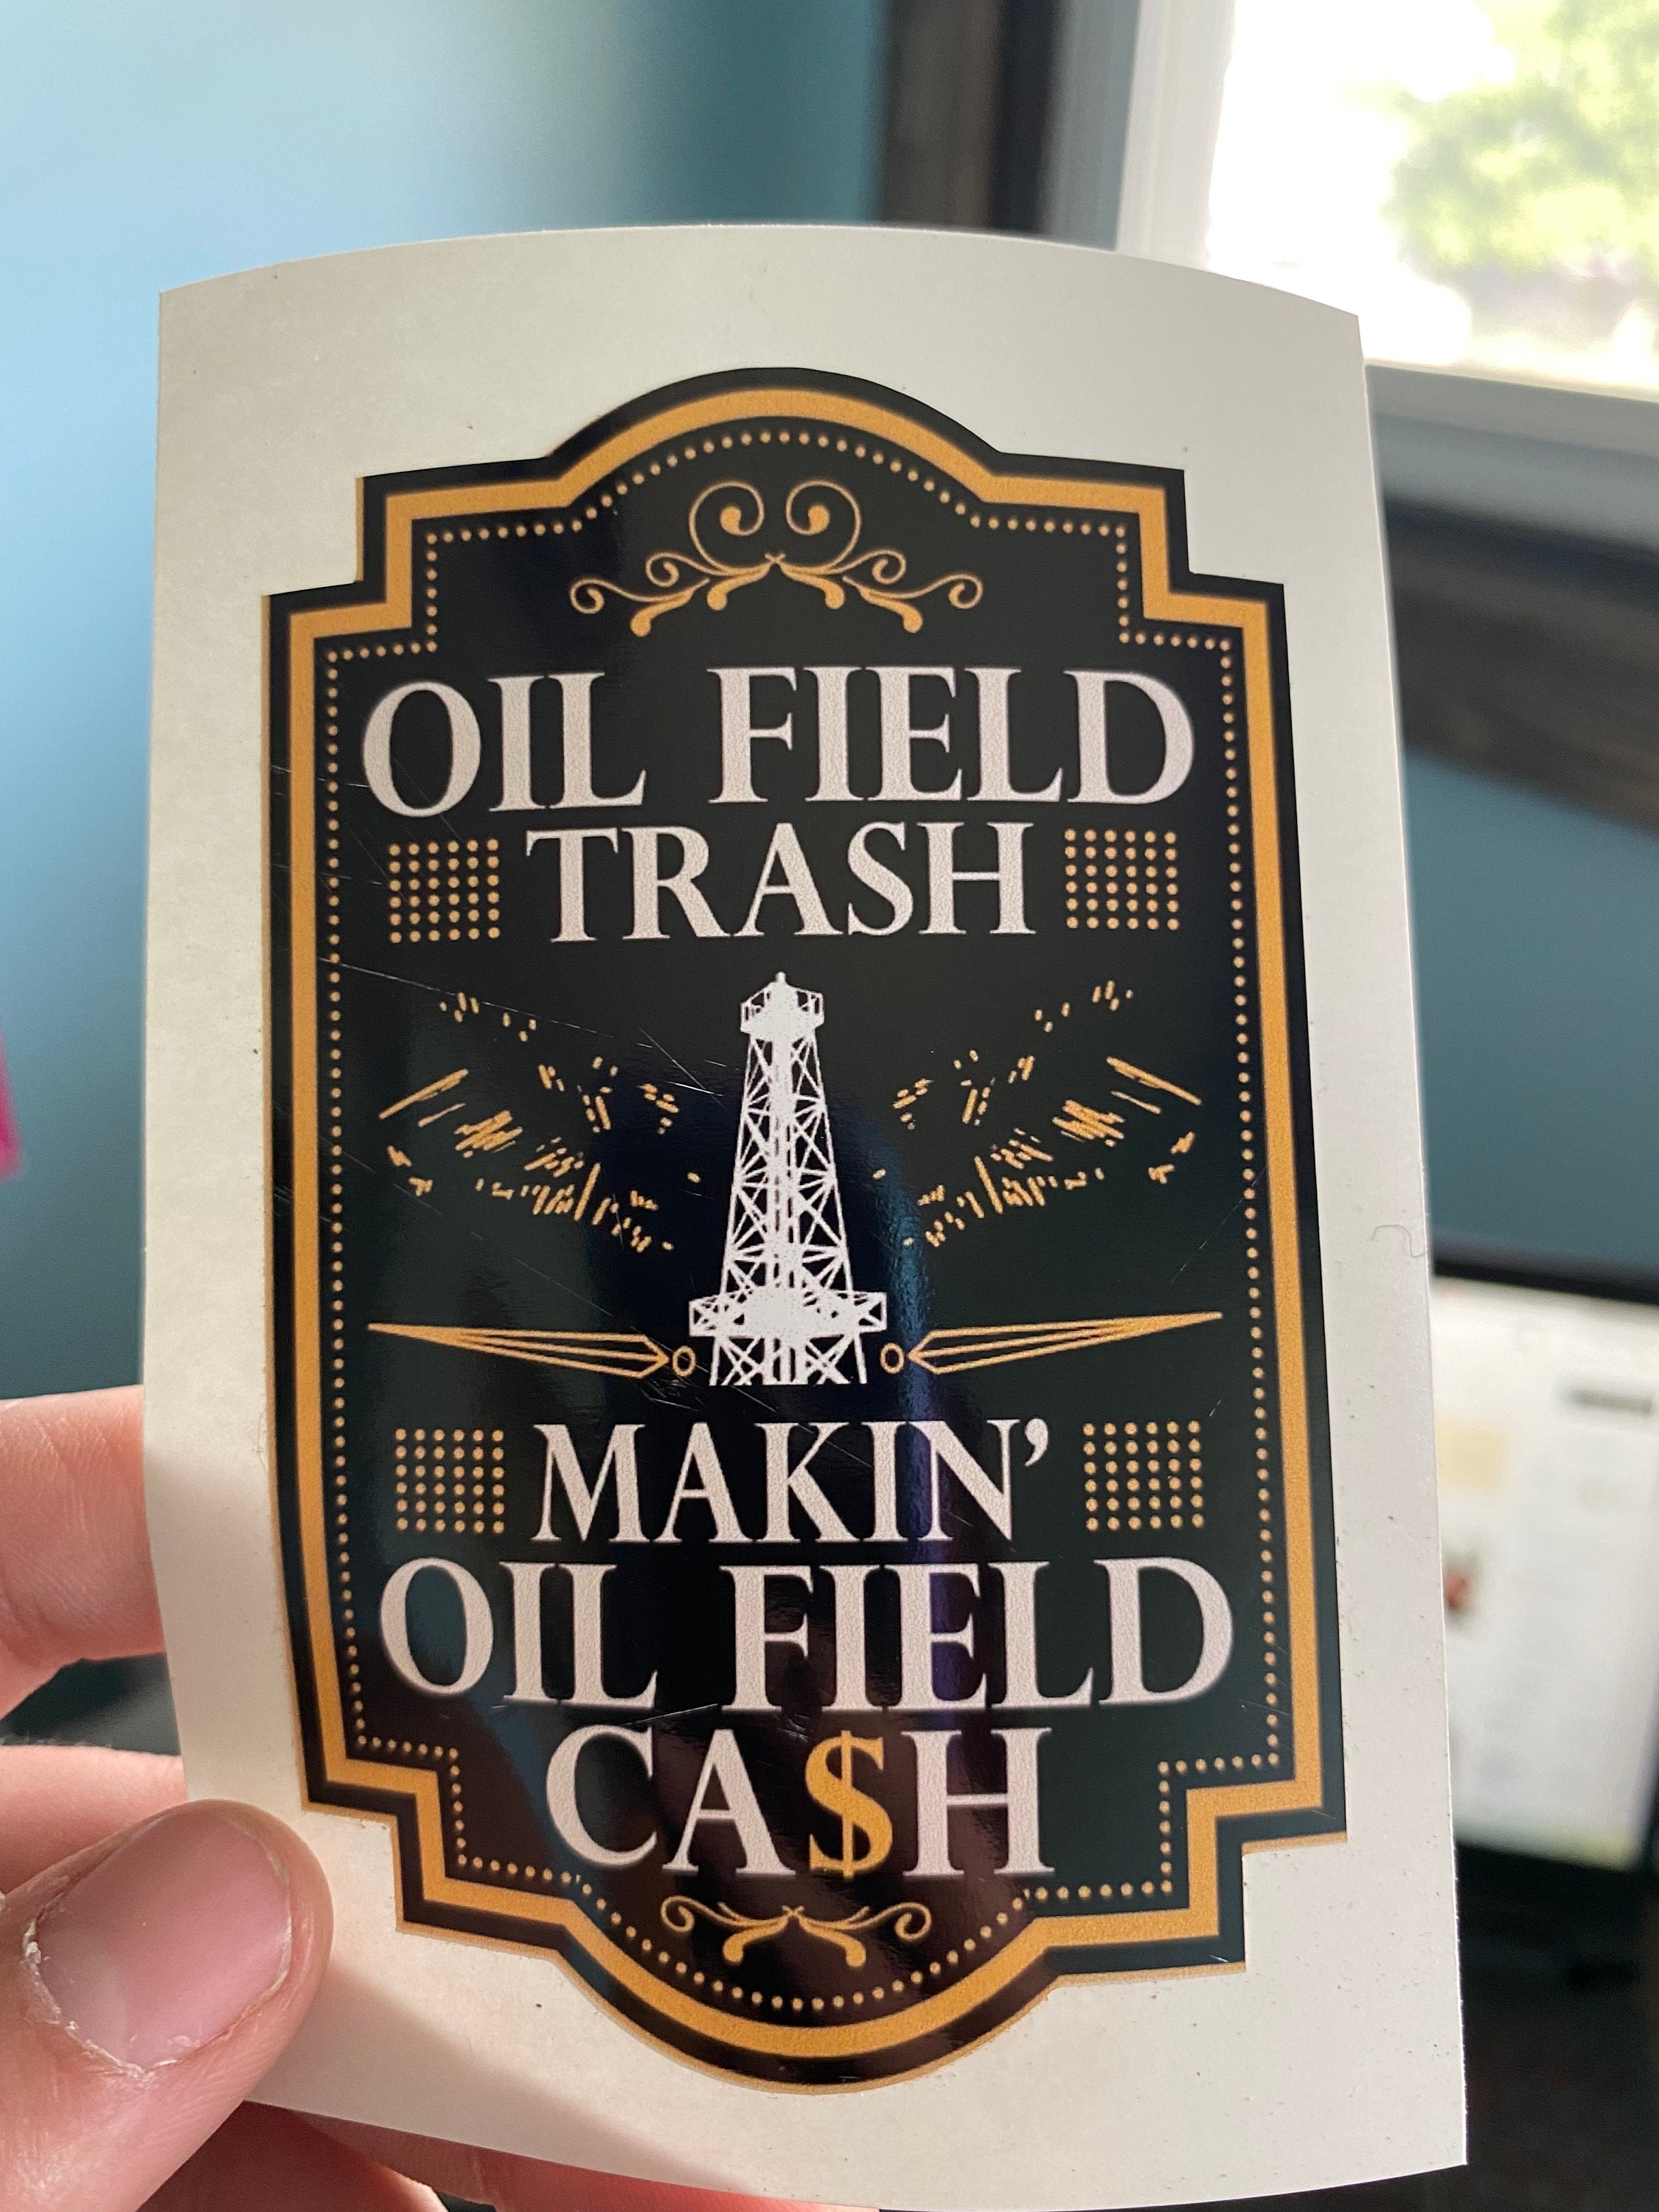 OIL FIELD
TRASH
MAKIN'
OIL FIELD
CA$H